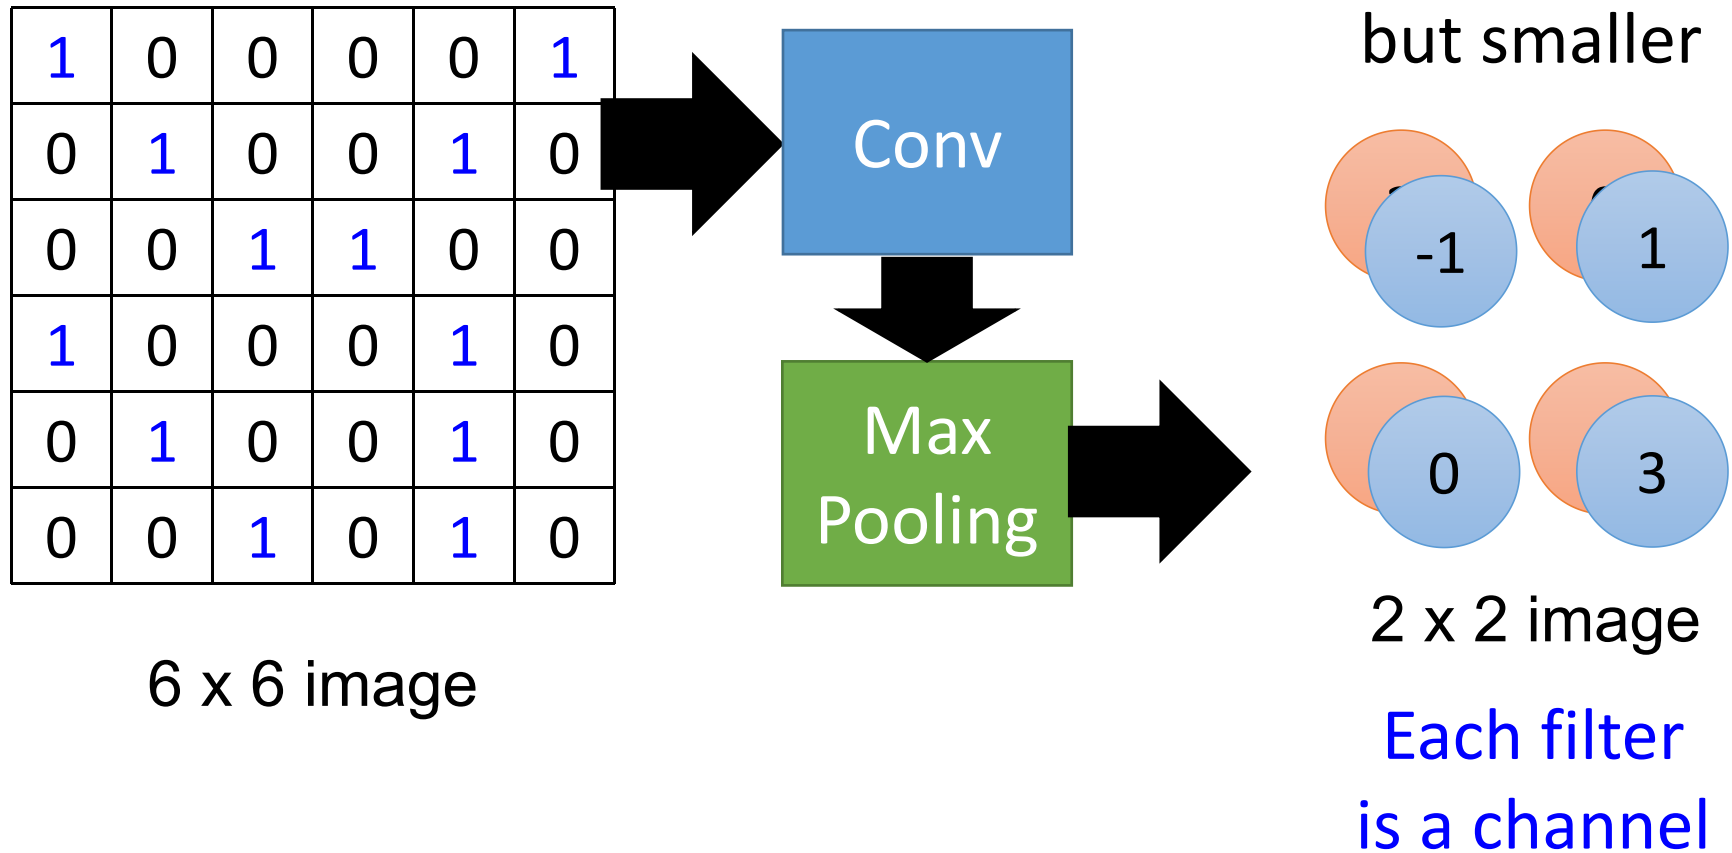 1 0 0 0 0 1
0 1 0 0 1 0
0 0 1 1 0 0
1 0 0 0 1 0
0 1 0 0 1 0
0 0 1 0 1 0
6 x 6 image
Conv
Max
Pooling
but smaller
-1 1
0 3
2 x 2 image
Each filter
is a channel